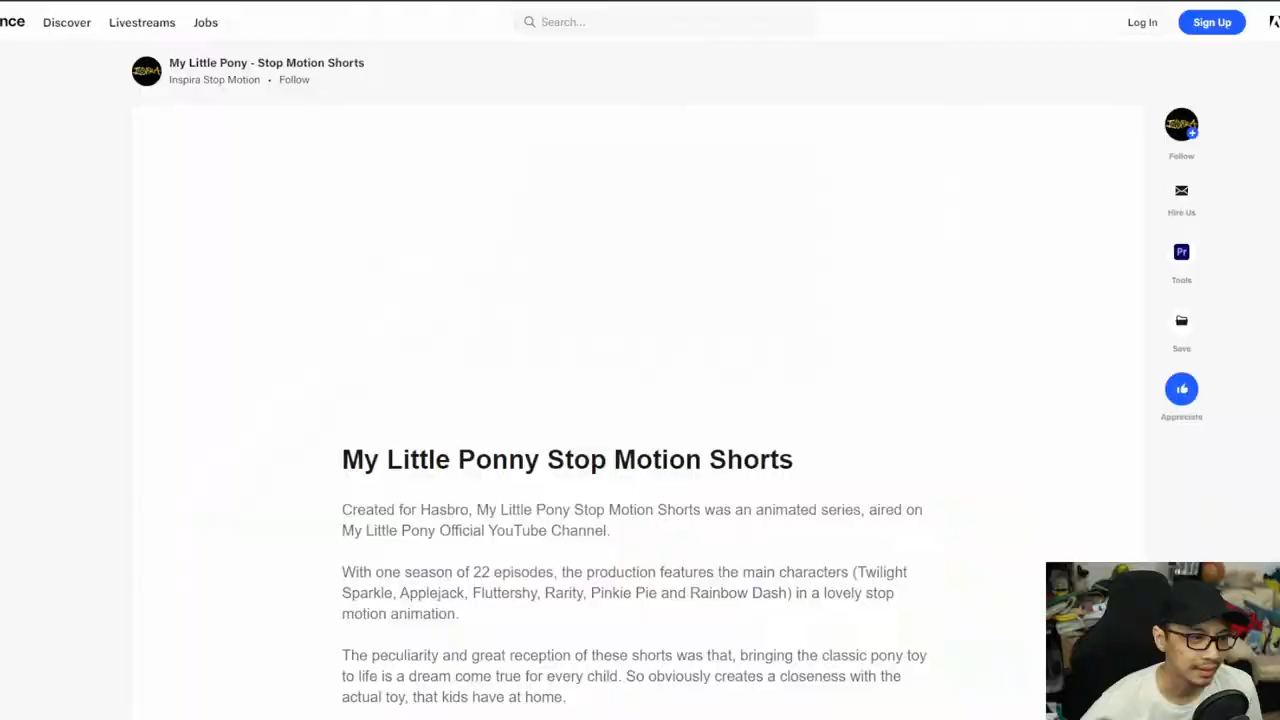 nce Discover Livestreams Jobs Search... Log In Sign Up
My Little Pony - Stop Motion Shorts
Inspira Stop Motion • Follow
Follow
Hire Us
Pr
Tools
Save
Appreciate
My Little Ponny Stop Motion Shorts
Created for Hasbro, My Little Pony Stop Motion Shorts was an animated series, aired on
My Little Pony Official YouTube Channel.
With one season of 22 episodes, the production features the main characters (Twilight
Sparkle, Applejack, Fluttershy, Rarity, Pinkie Pie and Rainbow Dash) in a lovely stop
motion animation.
The peculiarity and great reception of these shorts was that, bringing the classic pony toy
to life is a dream come true for every child. So obviously creates a closeness with the
actual toy, that kids have at home.